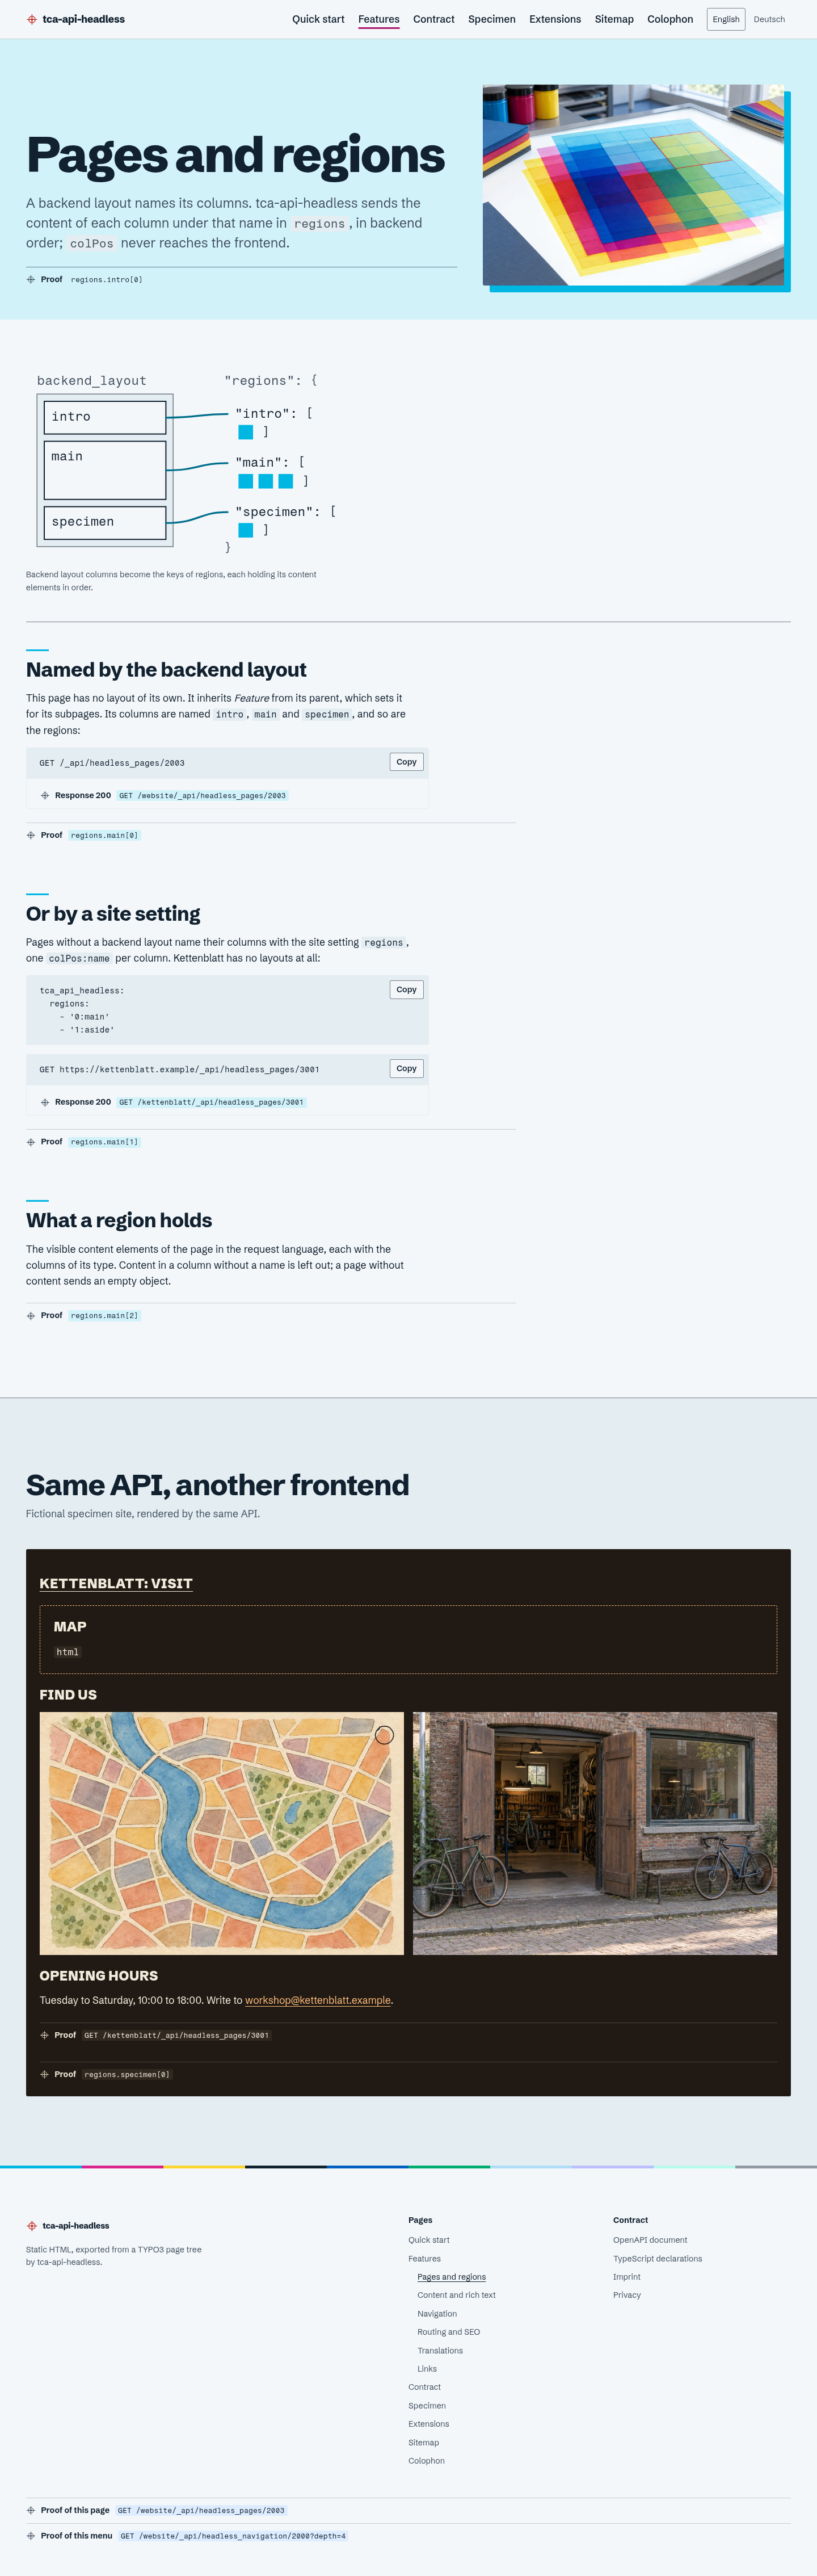 tca-api-headless
Quick start Features Contract Specimen Extensions Sitemap Colophon English Deutsch
Pages and regions
A backend layout names its columns. tca-api-headless sends the
content of each column under that name in regions, in backend
order; colPos never reaches the frontend.
Proof regions.intro[0]
backend_layout
intro
main
specimen
"regions": {
"intro": [
]
"main": [
]
"specimen": [
]
}
Backend layout columns become the keys of regions, each holding its content
elements in order.
Named by the backend layout
This page has no layout of its own. It inherits Feature from its parent, which sets it
for its subpages. Its columns are named intro, main and specimen, and so are
the regions:
GET /_api/headless_pages/2003
Copy
Response 200 GET /website/_api/headless_pages/2003
Proof regions.main[0]
Or by a site setting
Pages without a backend layout name their columns with the site setting regions,
one colPos:name per column. Kettenblatt has no layouts at all:
tca_api_headless:
Copy
regions:
- '0:main'
- '1:aside'
GET https://kettenblatt.example/_api/headless_pages/3001
Copy
Response 200 GET /kettenblatt/_api/headless_pages/3001
Proof regions.main[1]
What a region holds
The visible content elements of the page in the request language, each with the
columns of its type. Content in a column without a name is left out; a page without
content sends an empty object.
Proof regions.main[2]
Same API, another frontend
Fictional specimen site, rendered by the same API.
KETTENBLATT: VISIT
MAP
html
FIND US
OPENING HOURS
Tuesday to Saturday, 10:00 to 18:00. Write to workshop@kettenblatt.example.
Proof GET /kettenblatt/_api/headless_pages/3001
Proof regions.specimen[0]
tca-api-headless
Static HTML, exported from a TYPO3 page tree
by tca-api-headless.
Pages
Quick start
Features
Pages and regions
Content and rich text
Navigation
Routing and SEO
Translations
Links
Contract
Specimen
Extensions
Sitemap
Colophon
Contract
OpenAPI document
TypeScript declarations
Imprint
Privacy
Proof of this page GET /website/_api/headless_pages/2003
Proof of this menu GET /website/_api/headless_navigation/2000?depth=4